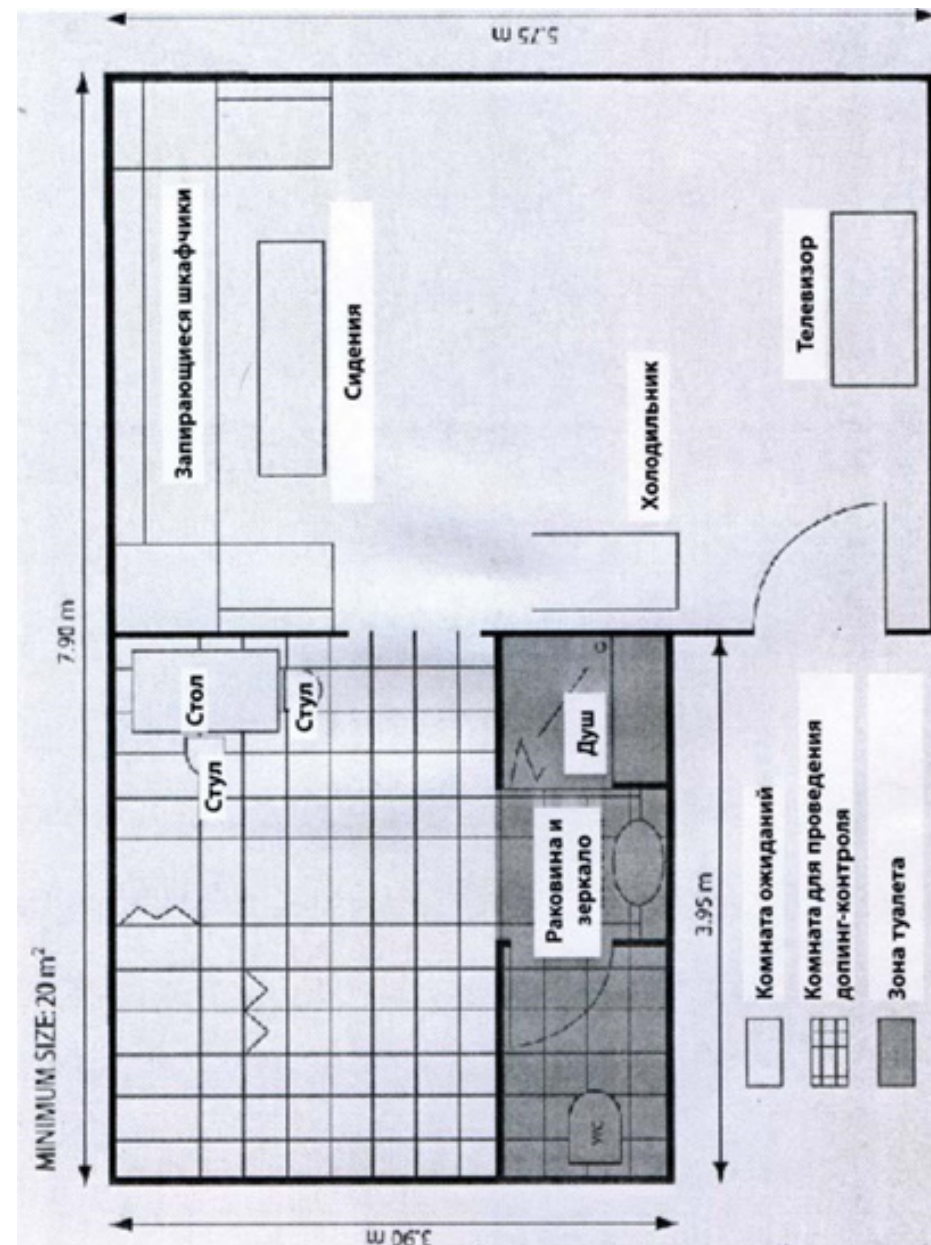 MINIMUM SIZE: 20 m²
7.90 m
5.75 m
3.90 m
3.95 m
Запирающиеся шкафчики
Сидения
Стол
Стул
Стул
Холодильник
Телевизор
Душ
Раковина и
зеркало
WC
Комната ожиданий
Комната для проведения
допинг-контроля
Зона туалета